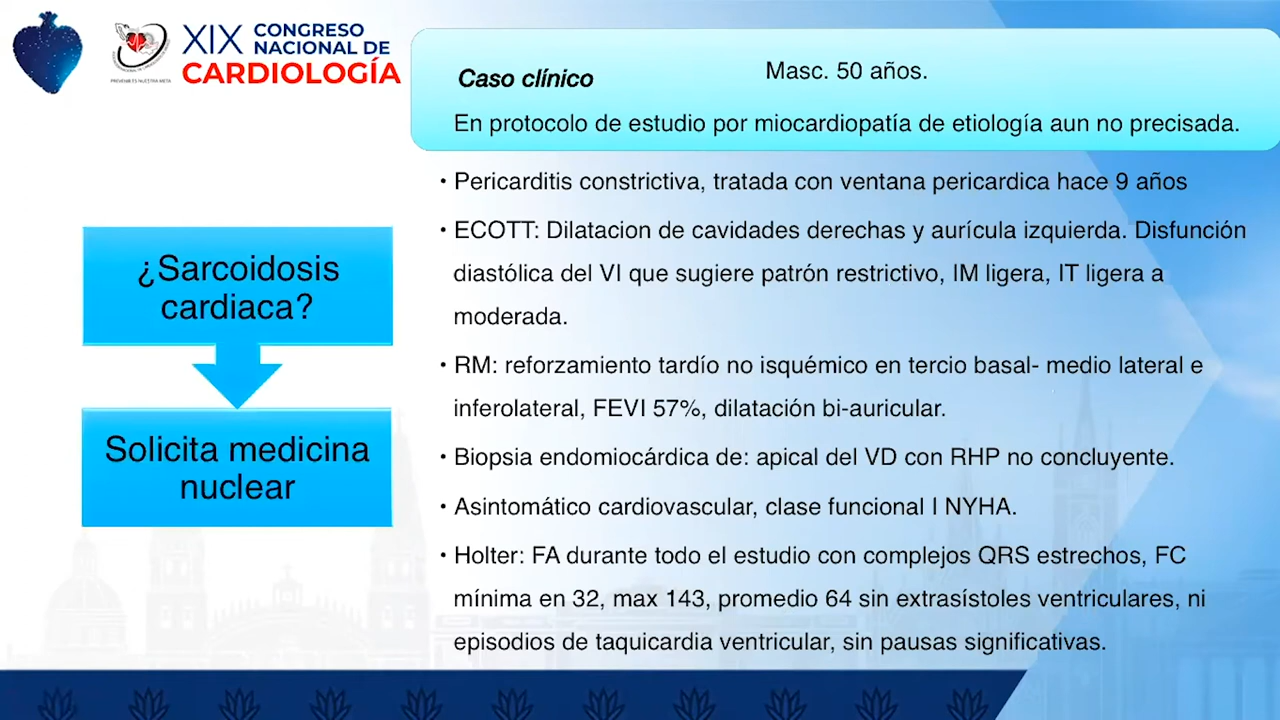 XIX CONGRESO
NACIONAL DE
CARDIOLOGÍA
Caso clínico
Masc. 50 años.
En protocolo de estudio por miocardiopatía de etiología aun no precisada.
¿Sarcoidosis
cardiaca?
Solicita medicina
nuclear
• Pericarditis constrictiva, tratada con ventana pericardica hace 9 años
• ECOTT: Dilatacion de cavidades derechas y aurícula izquierda. Disfunción
diastólica del VI que sugiere patrón restrictivo, IM ligera, IT ligera a
moderada.
• RM: reforzamiento tardío no isquémico en tercio basal- medio lateral e
inferolateral, FEVI 57%, dilatación bi-auricular.
• Biopsia endomiocárdica de: apical del VD con RHP no concluyente.
• Asintomático cardiovascular, clase funcional I NYHA.
• Holter: FA durante todo el estudio con complejos QRS estrechos, FC
mínima en 32, max 143, promedio 64 sin extrasístoles ventriculares, ni
episodios de taquicardia ventricular, sin pausas significativas.